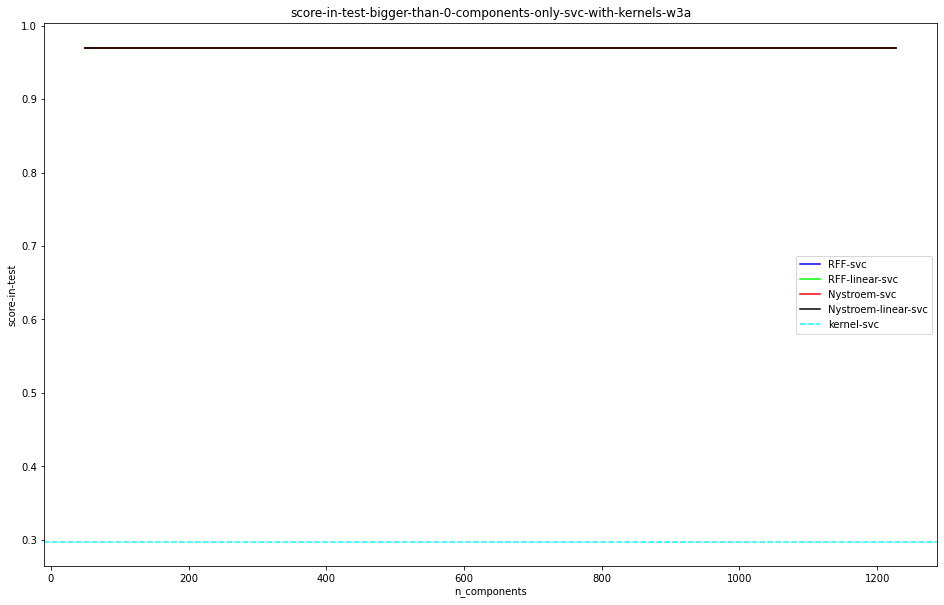 score-in-test-bigger-than-0-components-only-svc-with-kernels-w3a
1.0
0.9
0.8
0.7
0.6
0.5
0.4
0.3
score-in-test
RFF-svc
RFF-linear-svc
Nystroem-svc
Nystroem-linear-svc
kernel-svc
0 200 400 600 800 1000 1200
n_components